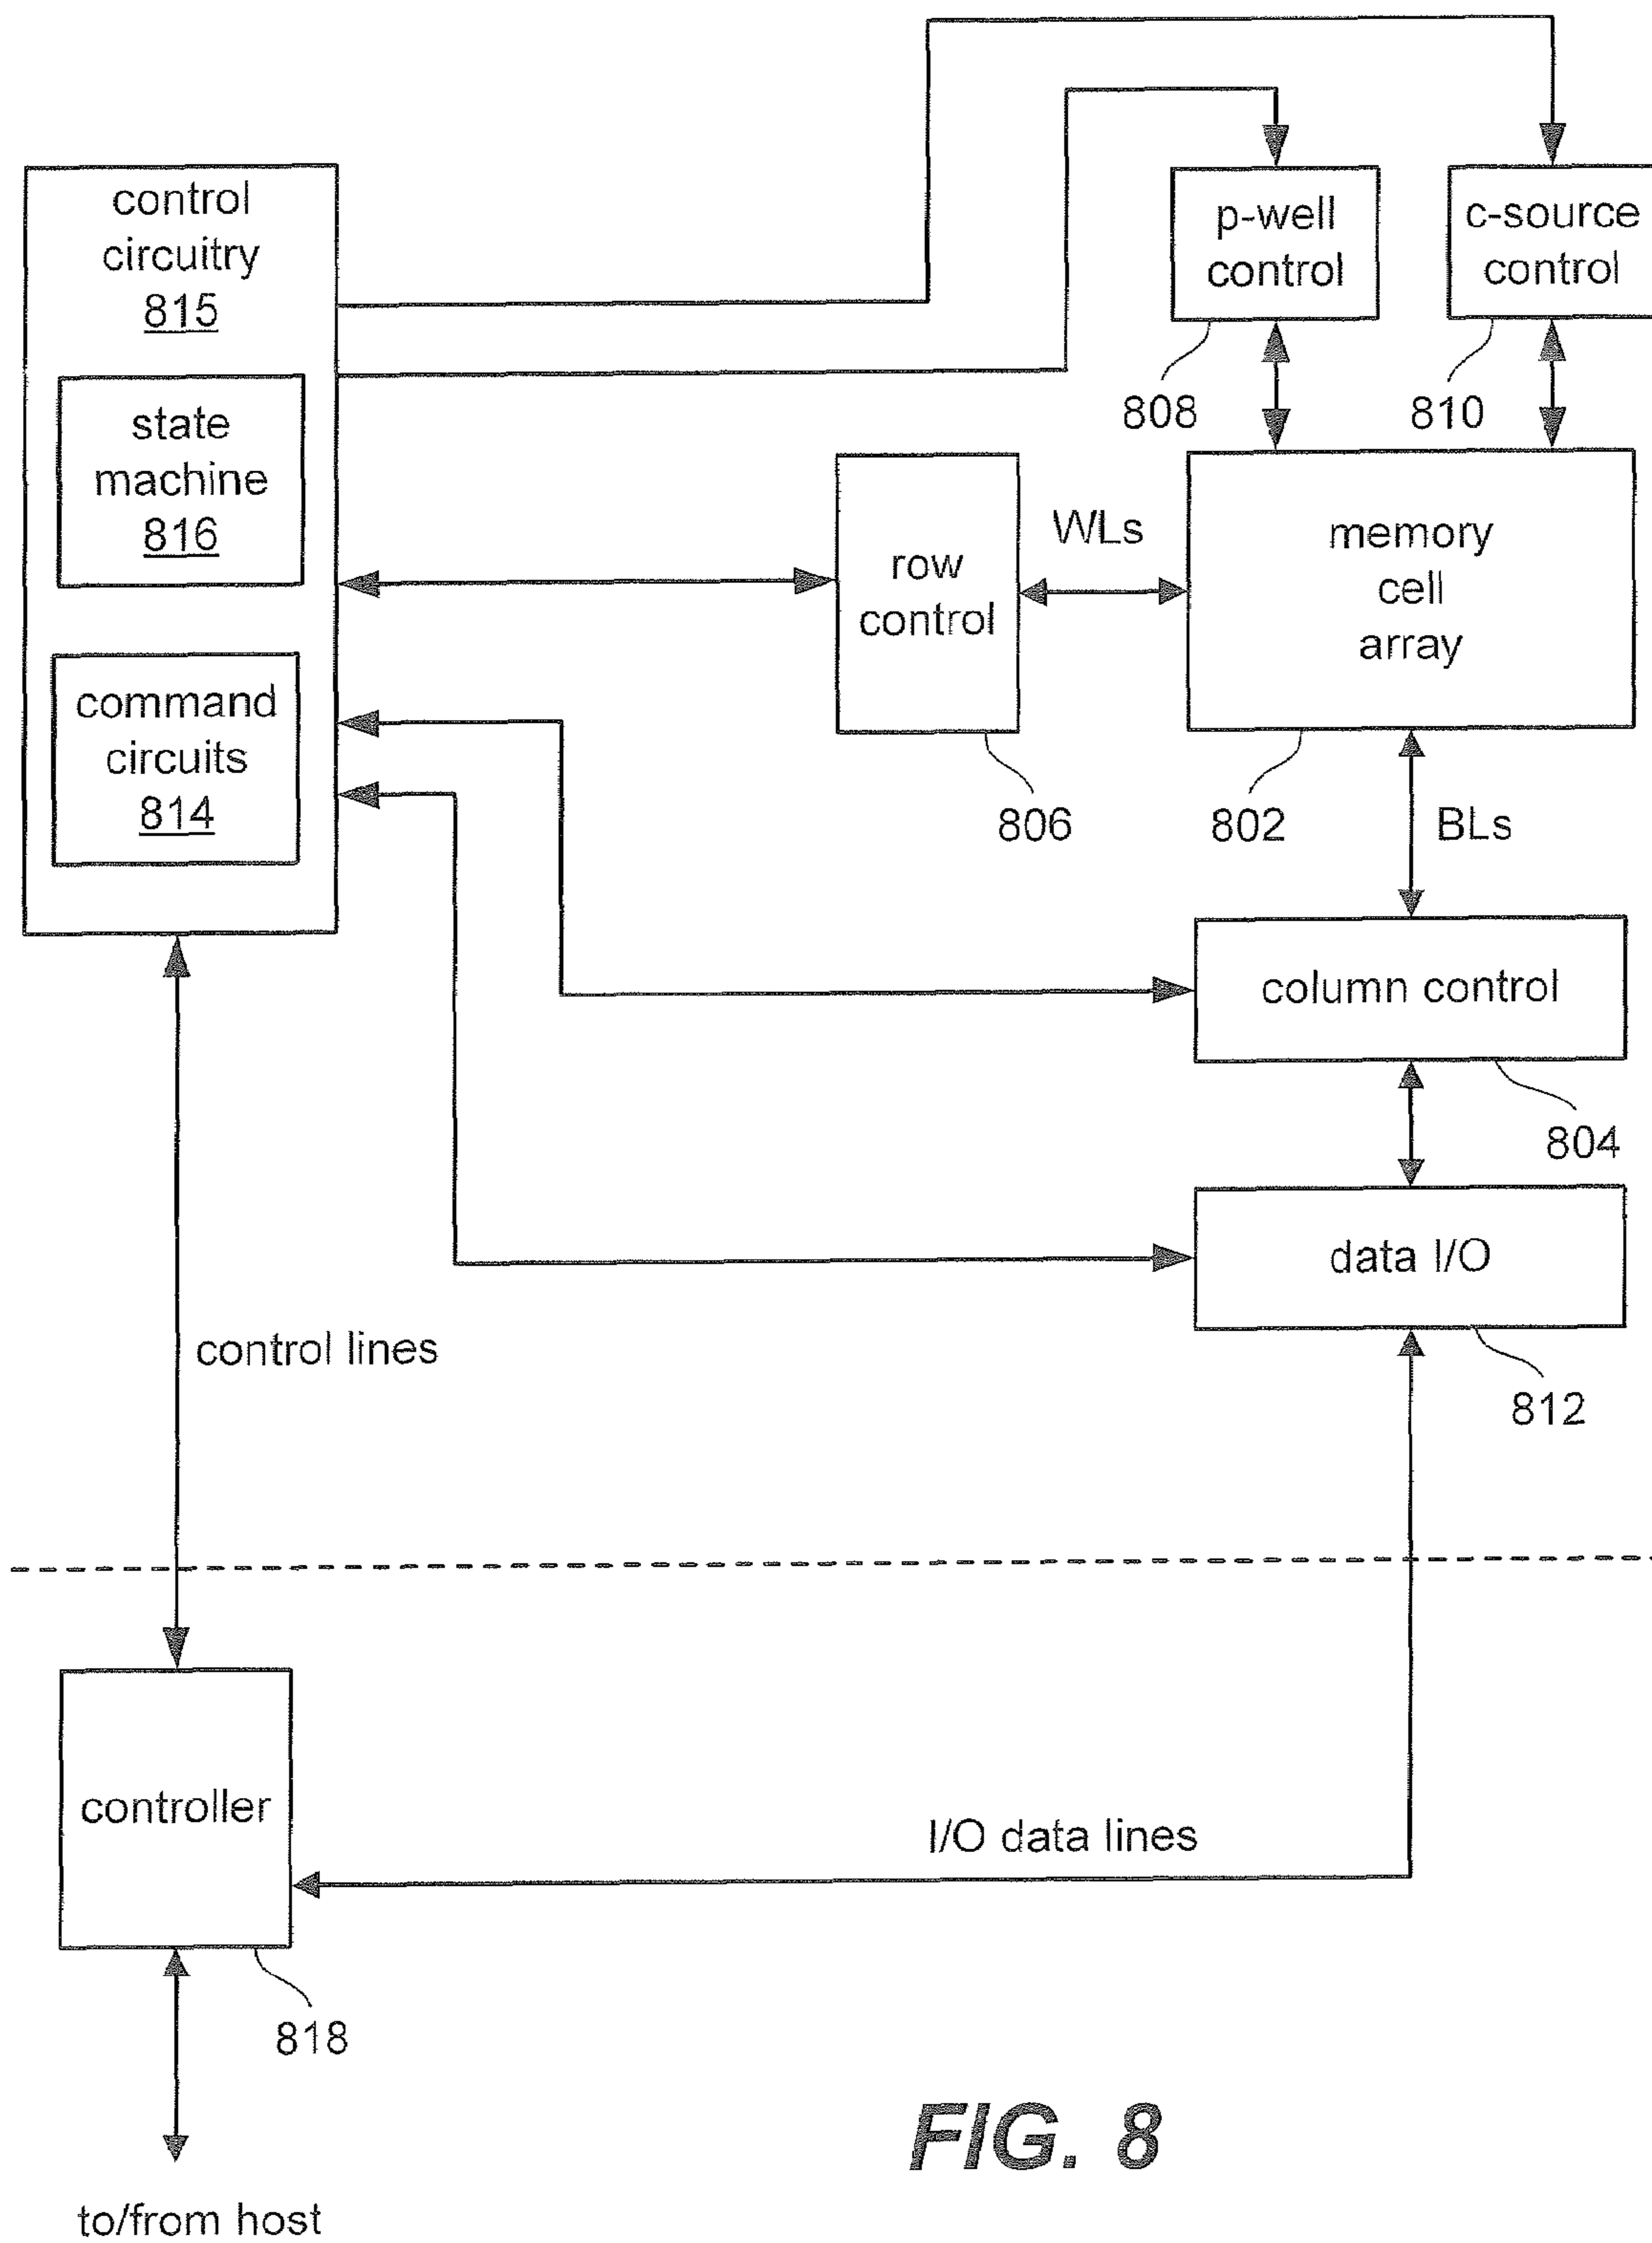 control
circuitry
815
state
machine
816
command
circuits
814
p-well
control
808
c-source
control
810
row
control
806
WLs
memory
cell
array
802
BLs
column control
804
data I/O
812
control lines
controller
818
I/O data lines
to/from host
FIG. 8